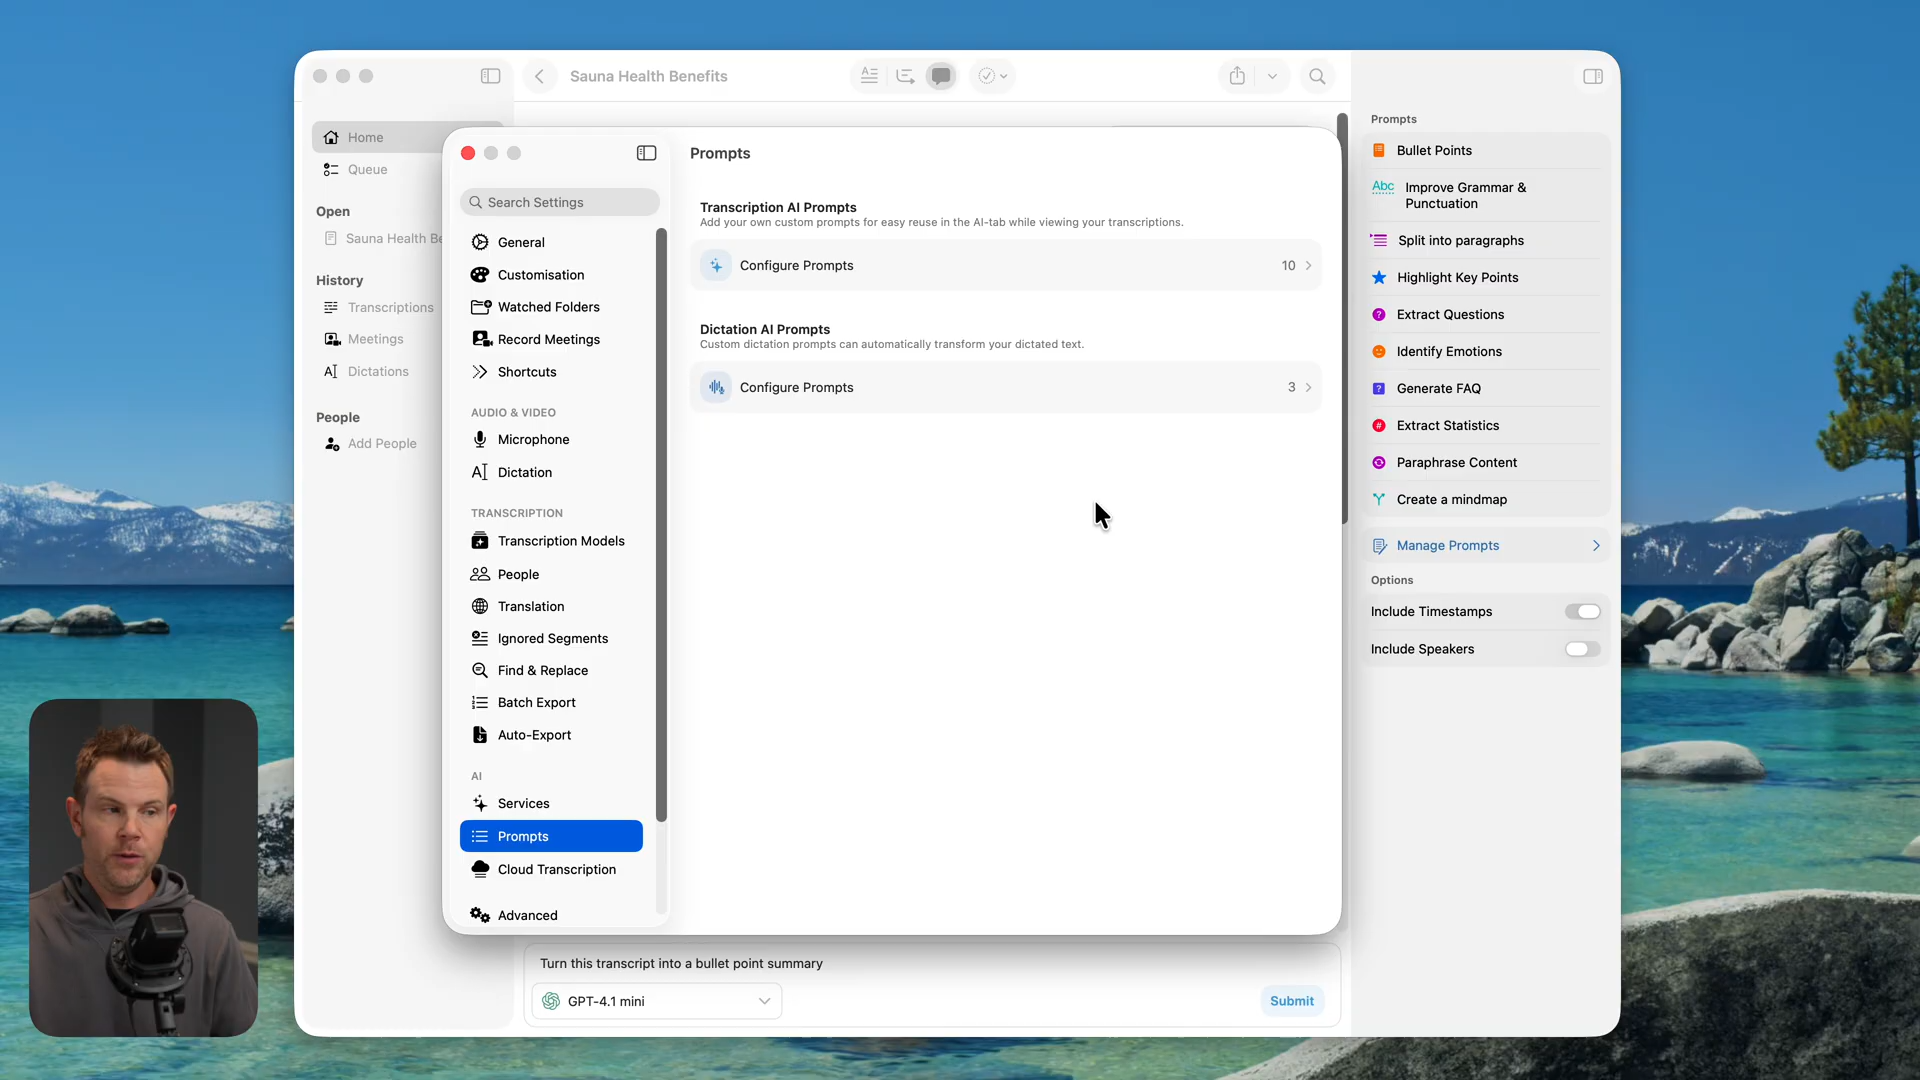 Sauna Health Benefits
Home
Queue
Open
Sauna Health Be
History
Transcriptions
Meetings
Dictations
People
Add People
Search Settings
General
Customisation
Watched Folders
Record Meetings
Shortcuts
AUDIO & VIDEO
Microphone
Dictation
TRANSCRIPTION
Transcription Models
People
Translation
Ignored Segments
Find & Replace
Batch Export
Auto-Export
AI
Services
Prompts
Cloud Transcription
Advanced
Prompts
Transcription AI Prompts
Add your own custom prompts for easy reuse in the AI-tab while viewing your transcriptions.
Configure Prompts 10
Dictation AI Prompts
Custom dictation prompts can automatically transform your dictated text.
Configure Prompts 3
Turn this transcript into a bullet point summary
GPT-4.1 mini
Submit
Prompts
Bullet Points
Abc Improve Grammar &
Punctuation
Split into paragraphs
Highlight Key Points
Extract Questions
Identify Emotions
Generate FAQ
Extract Statistics
Paraphrase Content
Create a mindmap
Manage Prompts
Options
Include Timestamps
Include Speakers